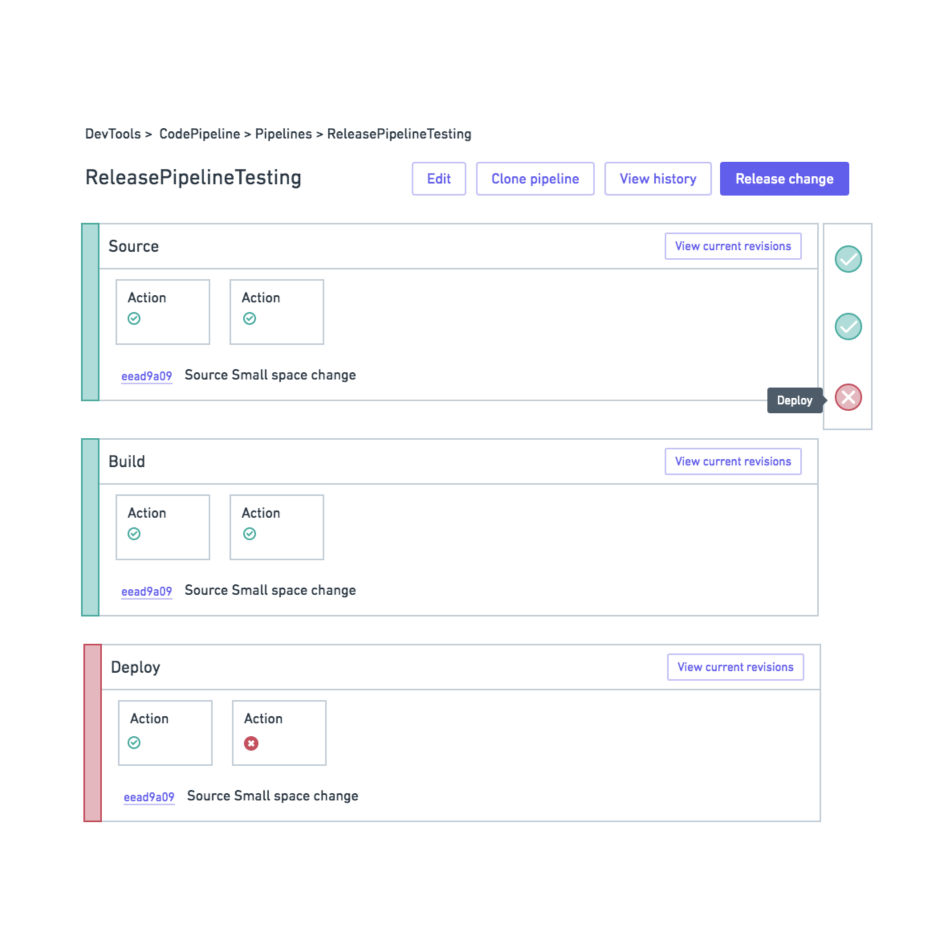 DevTools > CodePipeline > Pipelines > ReleasePipelineTesting
ReleasePipelineTesting
Edit
Clone pipeline
View history
Release change
Source
View current revisions
Action
Action
eead9a09 Source Small space change
Deploy
Build
View current revisions
Action
Action
eead9a09 Source Small space change
Deploy
View current revisions
Action
Action
eead9a09 Source Small space change